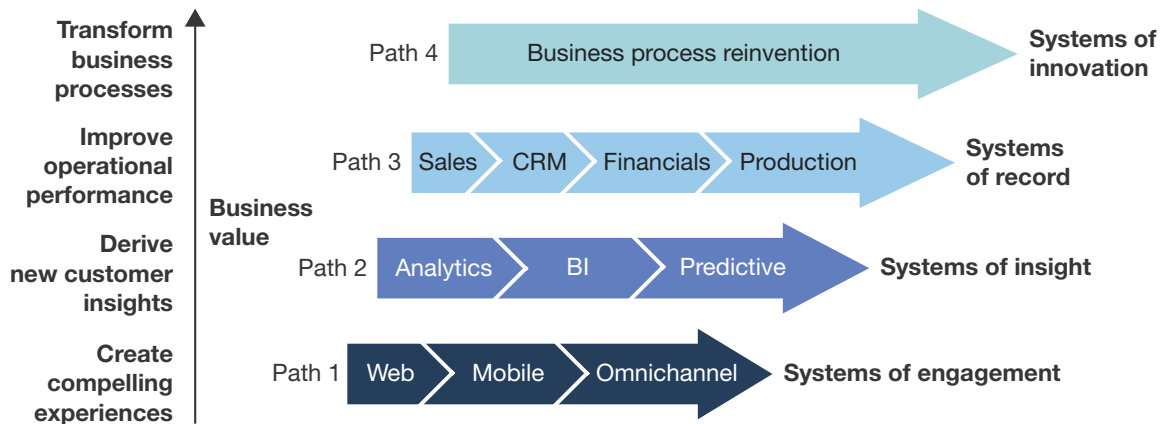 Transform
business
processes
Path 4
Business process reinvention
Systems of
innovation
Improve
operational
performance
Path 3
Sales
CRM
Financials
Production
Systems
of record
Business
value
Derive
new customer
insights
Path 2
Analytics
BI
Predictive
Systems of insight
Create
compelling
experiences
Path 1
Web
Mobile
Omnichannel
Systems of engagement